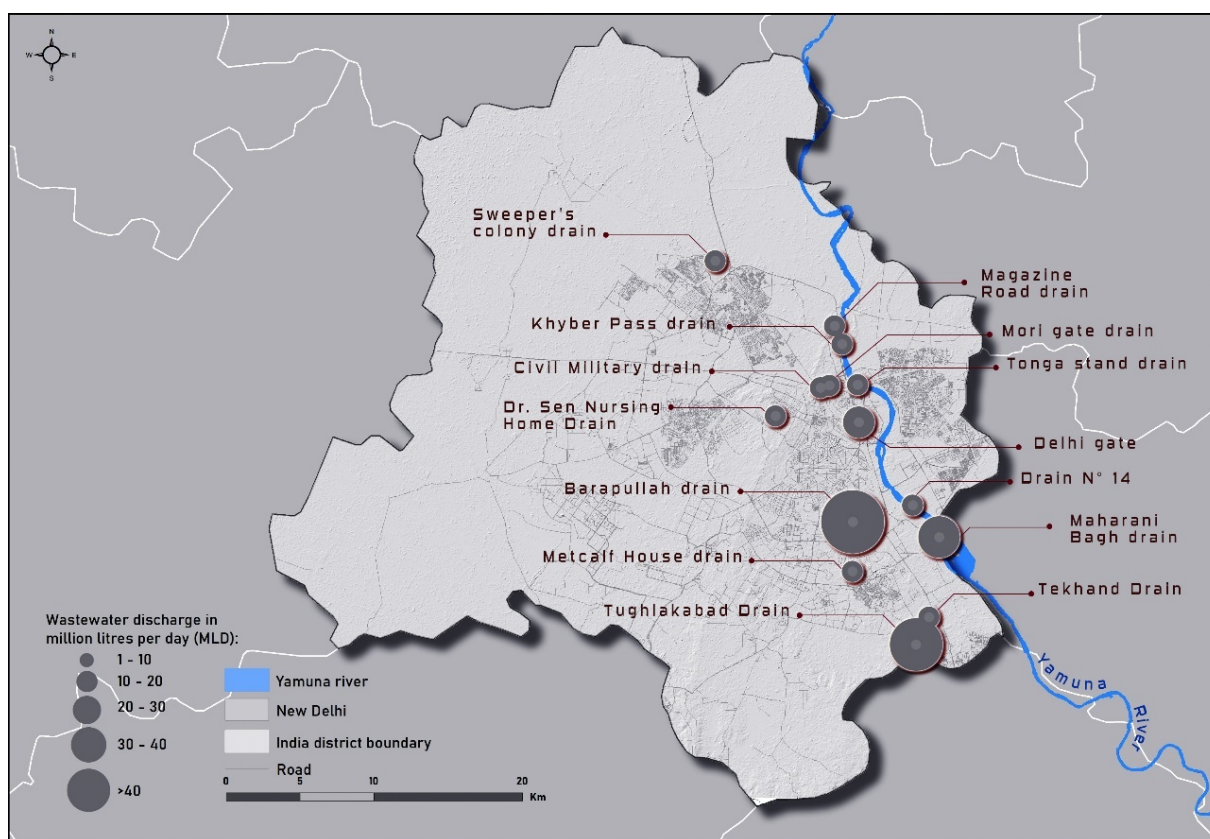 N
W E
S
Sweeper's
colony drain
Magazine
Road drain
Khyber Pass drain
Mori gate drain
Civil Military drain
Tonga stand drain
Dr. Sen Nursing
Home Drain
Delhi gate
Barapullah drain
Drain N° 14
Maharani
Bagh drain
Metcalf House drain
Tekhand Drain
Tughlakabad Drain
Yamuna
River
Wastewater discharge in
million litres per day (MLD):
1 - 10
10 - 20
20 - 30
30 - 40
>40
Yamuna river
New Delhi
India district boundary
Road
0 5 10 20
Km